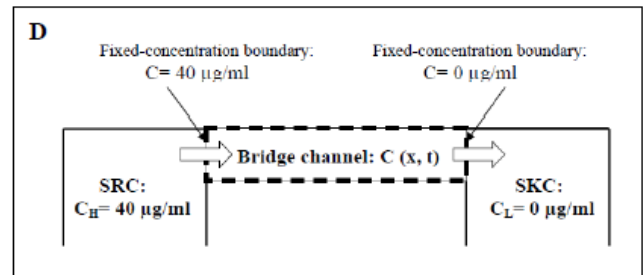 D
Fixed-concentration boundary:
C= 40 μg/ml
Fixed-concentration boundary:
C= 0 μg/ml
Bridge channel: C (x, t)
SRC:
C_H= 40 μg/ml
SKC:
C_L= 0 μg/ml